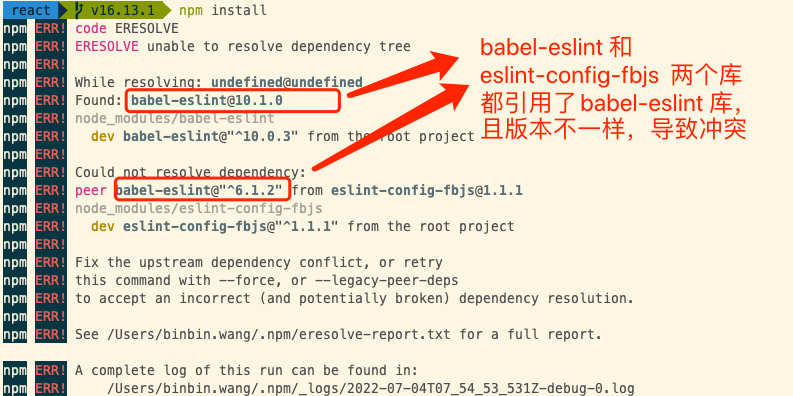 react v16.13.1 npm install
npm ERR! code ERESOLVE
npm ERR! ERESOLVE unable to resolve dependency tree
npm ERR!
npm ERR! While resolving: undefined@undefined
npm ERR! Found: babel-eslint@10.1.0
npm ERR! node_modules/babel-eslint
npm ERR!   dev babel-eslint@"^10.0.3" from the root project
npm ERR!
npm ERR! Could not resolve dependency:
npm ERR! peer babel-eslint@"^6.1.2" from eslint-config-fbjs@1.1.1
npm ERR! node_modules/eslint-config-fbjs
npm ERR!   dev eslint-config-fbjs@"^1.1.1" from the root project
npm ERR!
npm ERR! Fix the upstream dependency conflict, or retry
npm ERR! this command with --force, or --legacy-peer-deps
npm ERR! to accept an incorrect (and potentially broken) dependency resolution.
npm ERR!
npm ERR! See /Users/binbin.wang/.npm/eresolve-report.txt for a full report.

npm ERR! A complete log of this run can be found in:
npm ERR!     /Users/binbin.wang/.npm/_logs/2022-07-04T07_54_53_531Z-debug-0.log
babel-eslint 和
eslint-config-fbjs 两个库
都引用了babel-eslint 库，
且版本不一样，导致冲突